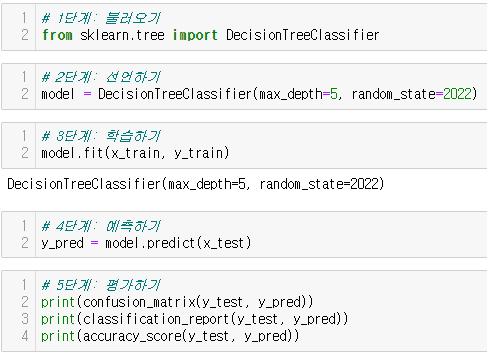 1 # 1단계: 불러오기
2 from sklearn.tree import DecisionTreeClassifier
1 # 2단계: 선언하기
2 model = DecisionTreeClassifier(max_depth=5, random_state=2022)
1 # 3단계: 학습하기
2 model.fit(x_train, y_train)
DecisionTreeClassifier(max_depth=5, random_state=2022)
1 # 4단계: 예측하기
2 y_pred = model.predict(x_test)
1 # 5단계: 평가하기
2 print(confusion_matrix(y_test, y_pred))
3 print(classification_report(y_test, y_pred))
4 print(accuracy_score(y_test, y_pred))